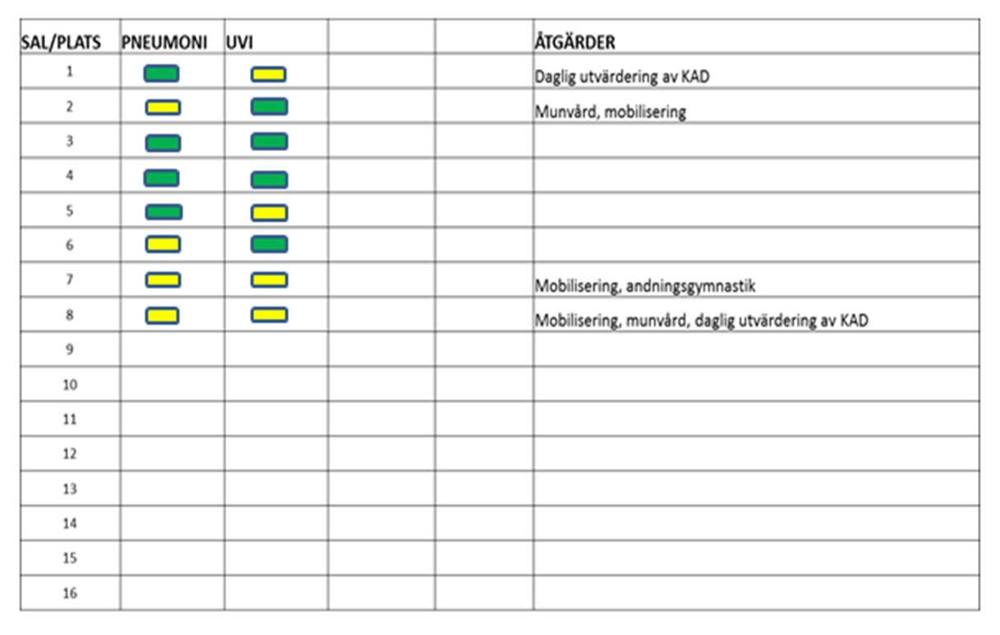 SAL/PLATS PNEUMONI UVI ÅTGÄRDER
1 Daglig utvärdering av KAD
2 Munvård, mobilisering
3
4
5
6
7 Mobilisering, andningsgymnastik
8 Mobilisering, munvård, daglig utvärdering av KAD
9
10
11
12
13
14
15
16